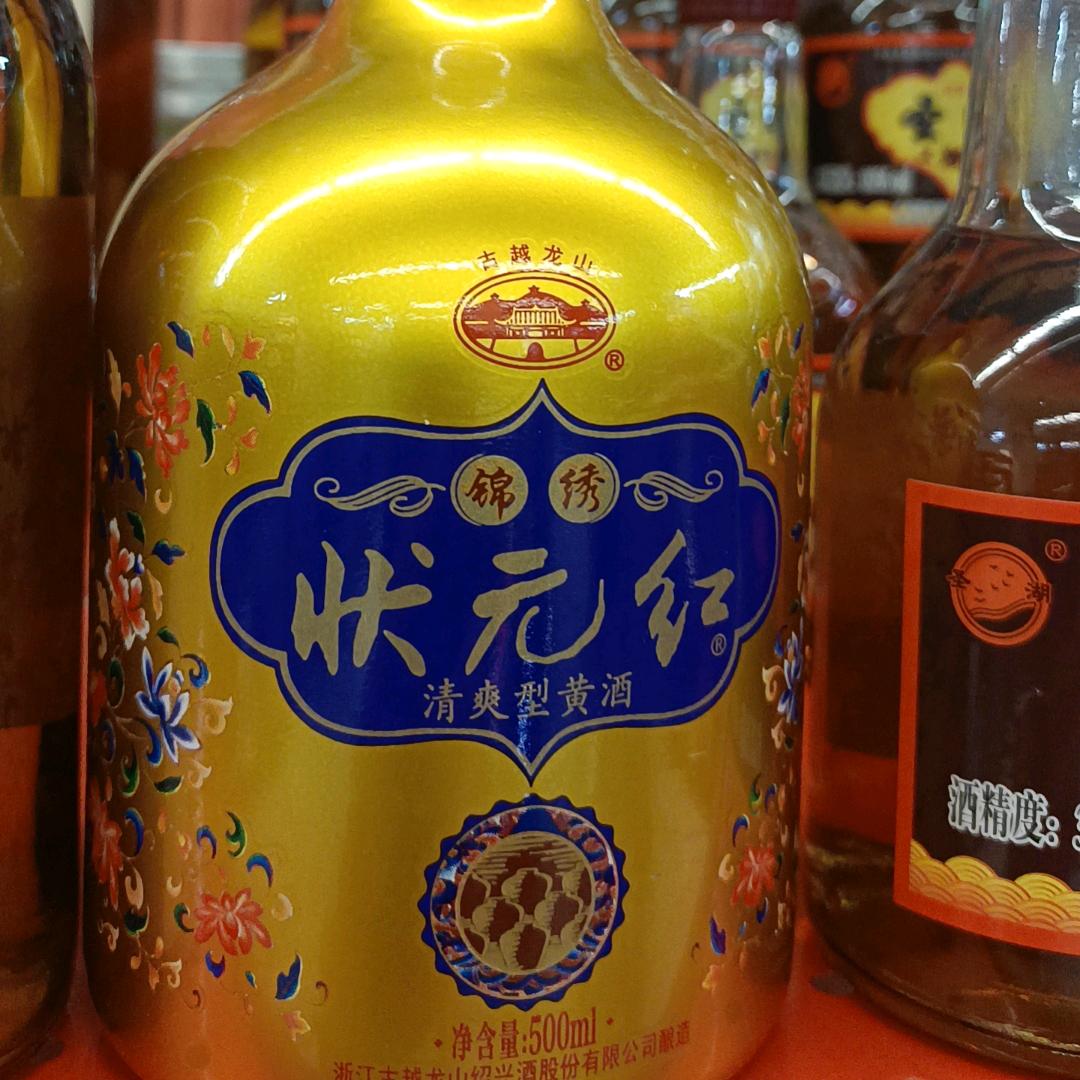 古越龙山
®
锦绣
状元红®
清爽型黄酒
·净含量:500ml·
浙江古越龙山绍兴酒股份有限公司酿造
圣湖®
酒精度: